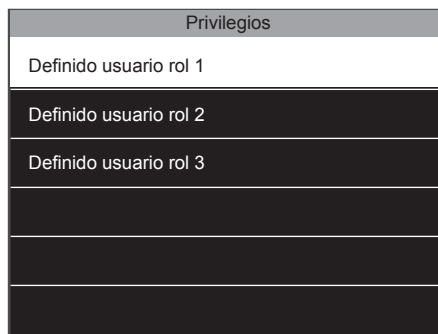 Privilegios
Definido usuario rol 1
Definido usuario rol 2
Definido usuario rol 3